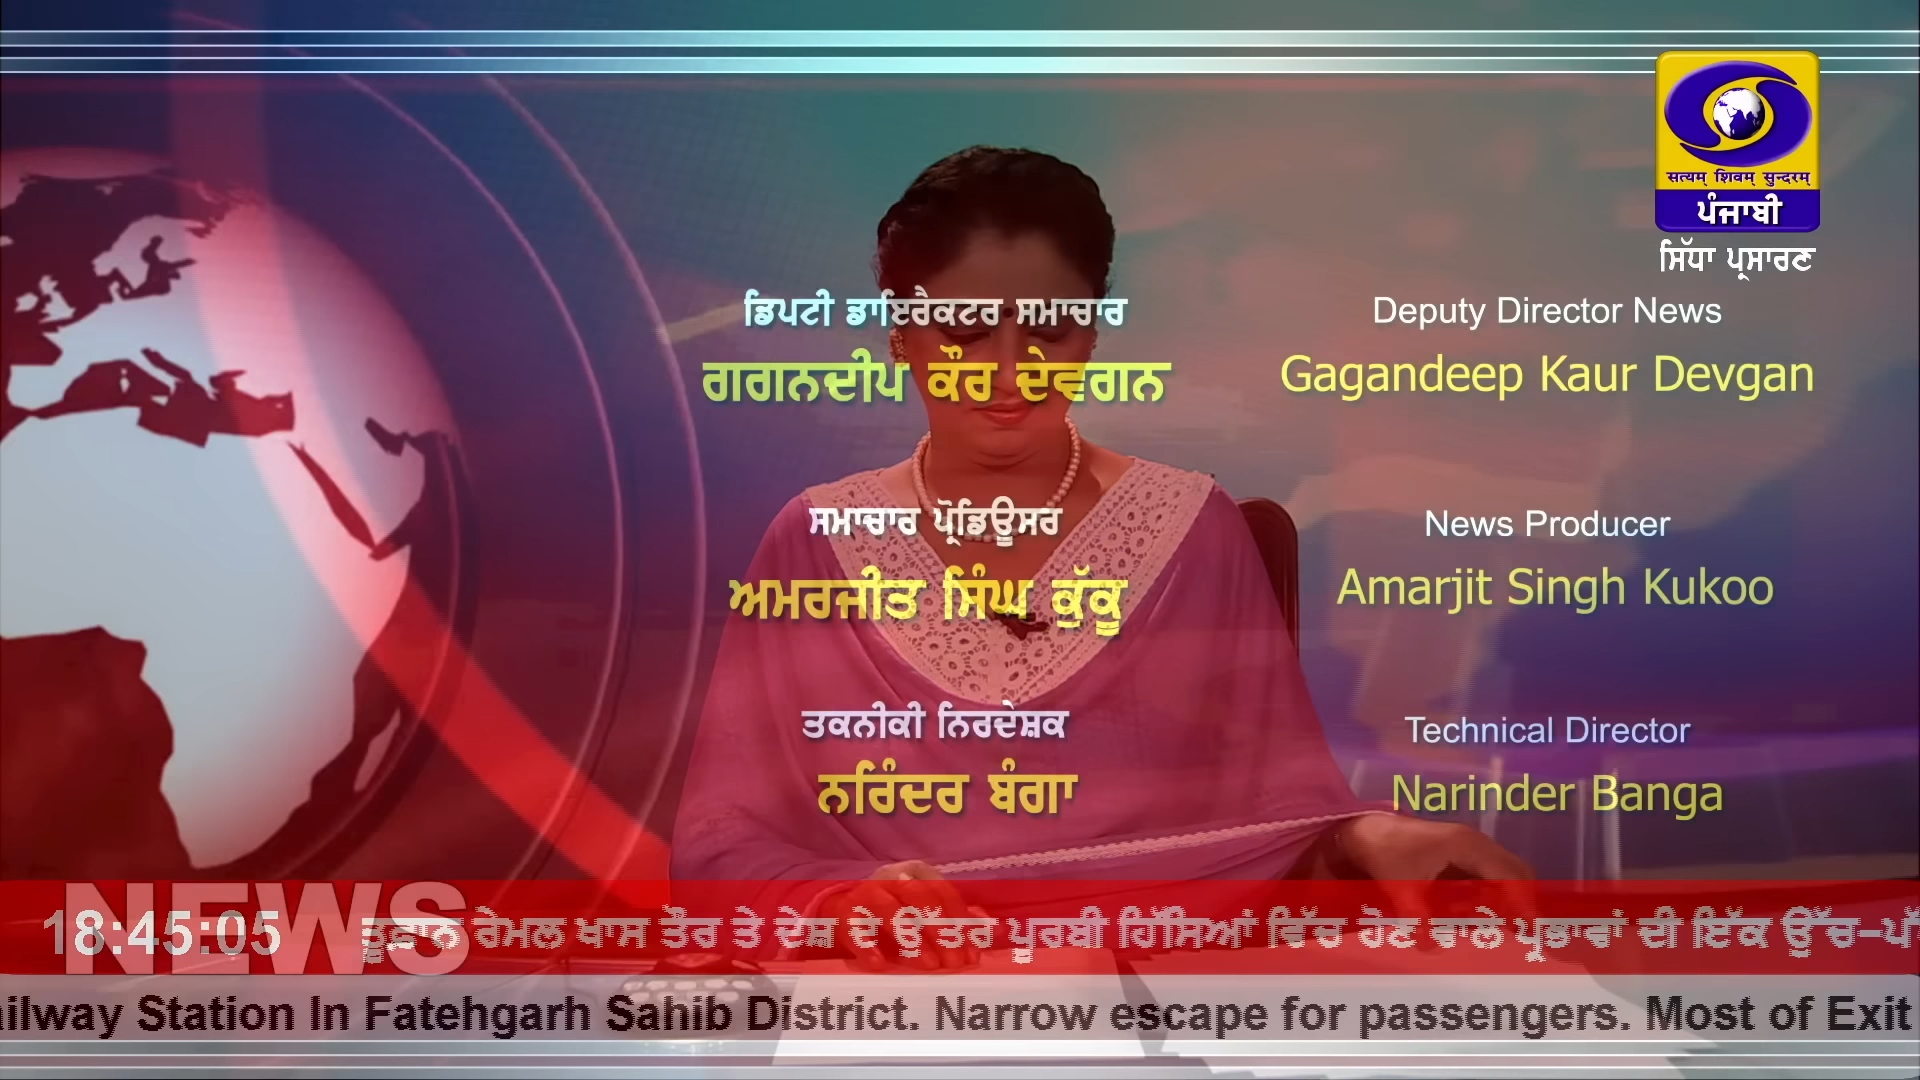 सत्यम् शिवम् सुन्दरम्
ਪੰਜਾਬੀ
ਸਿੱਧਾ ਪ੍ਰਸਾਰਣ
ਡਿਪਟੀ ਡਾਇਰੈਕਟਰ ਸਮਾਚਾਰ
Deputy Director News
ਗਗਨਦੀਪ ਕੌਰ ਦੇਵਗਨ
Gagandeep Kaur Devgan
ਸਮਾਚਾਰ ਪ੍ਰੋਡਿਊਸਰ
News Producer
ਅਮਰਜੀਤ ਸਿੰਘ ਕੁੱਕੂ
Amarjit Singh Kukoo
ਤਕਨੀਕੀ ਨਿਰਦੇਸ਼ਕ
Technical Director
ਨਰਿੰਦਰ ਬੰਗਾ
Narinder Banga
NEWS
18:45:05
ਰੇਮਲ ਖਾਸ ਤੌਰ ਤੇ ਦੇਸ਼ ਦੇ ਉੱਤਰ ਪੂਰਬੀ ਹਿੱਸਿਆਂ ਵਿੱਚ ਹੋਣ ਵਾਲੇ ਪ੍ਰਭਾਵਾਂ ਦੀ ਇੱਕ ਉੱਚ-ਪੱ
ilway Station In Fatehgarh Sahib District. Narrow escape for passengers. Most of Exit